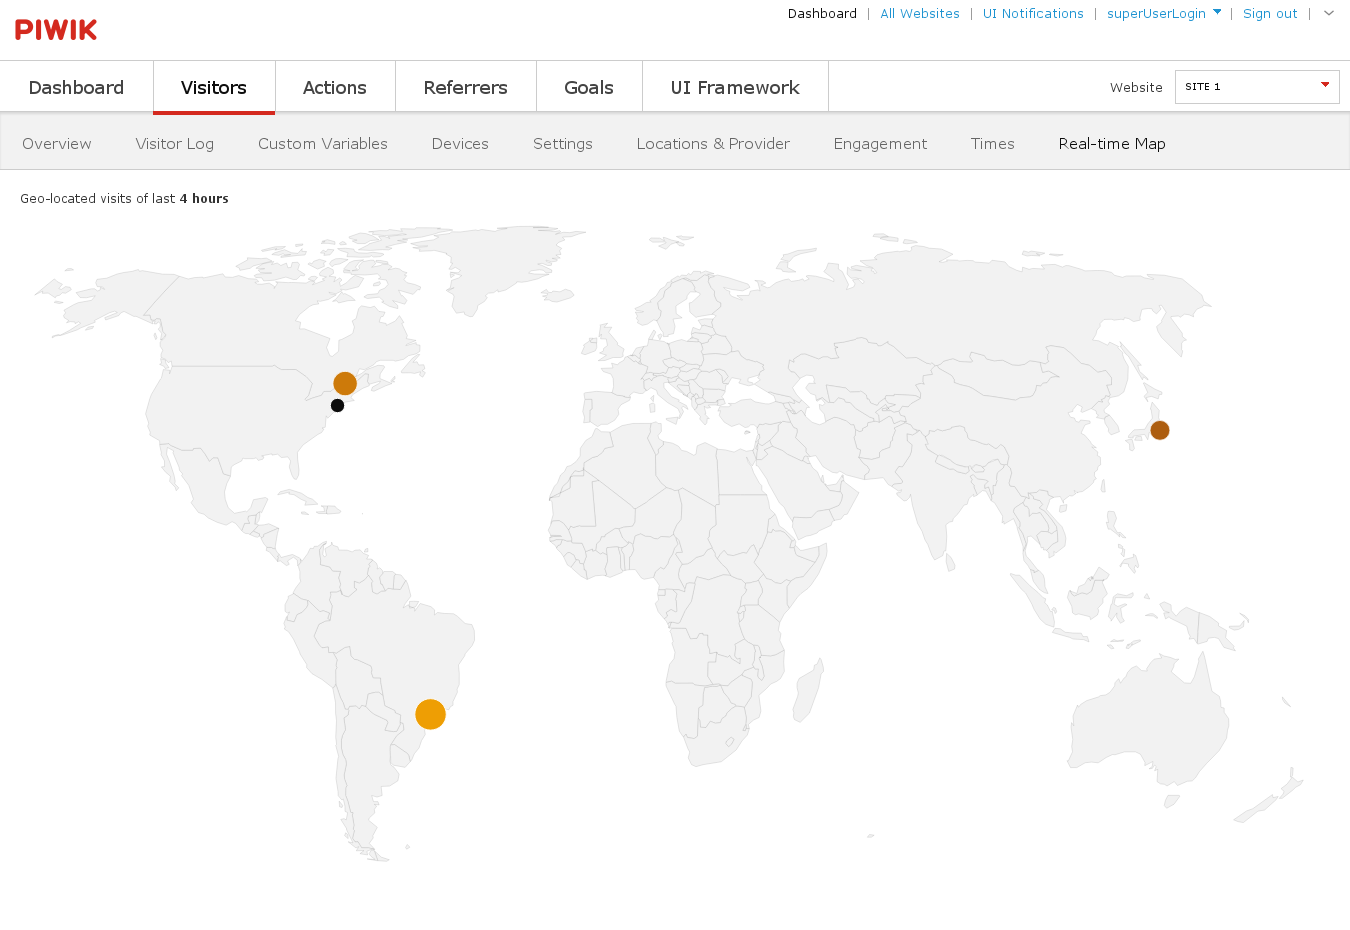 Dashboard | All Websites | UI Notifications | superUserLogin | Sign out |
PIWIK
Dashboard Visitors Actions Referrers Goals UI Framework Website SITE 1
Overview Visitor Log Custom Variables Devices Settings Locations & Provider Engagement Times Real-time Map
Geo-located visits of last 4 hours